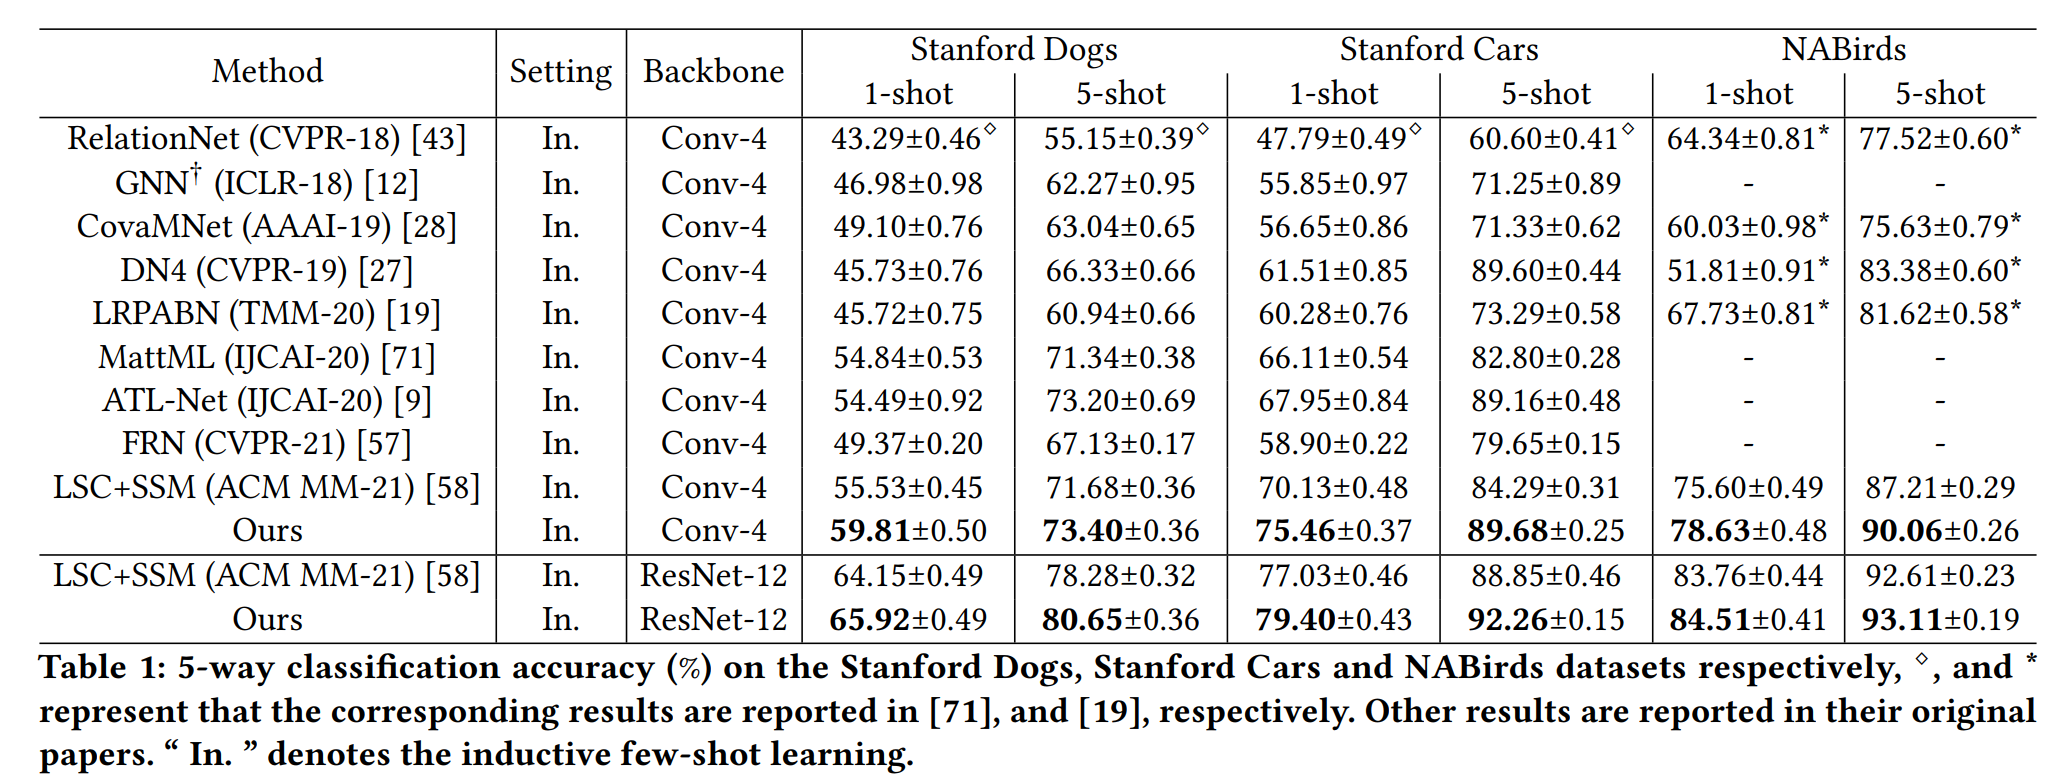 Method Setting Backbone Stanford Dogs Stanford Cars NABirds
1-shot 5-shot 1-shot 5-shot 1-shot 5-shot
RelationNet (CVPR-18) [43] In. Conv-4 43.29±0.46⋄ 55.15±0.39⋄ 47.79±0.49⋄ 60.60±0.41⋄ 64.34±0.81* 77.52±0.60*
GNN† (ICLR-18) [12] In. Conv-4 46.98±0.98 62.27±0.95 55.85±0.97 71.25±0.89 - -
CovaMNet (AAAI-19) [28] In. Conv-4 49.10±0.76 63.04±0.65 56.65±0.86 71.33±0.62 60.03±0.98* 75.63±0.79*
DN4 (CVPR-19) [27] In. Conv-4 45.73±0.76 66.33±0.66 61.51±0.85 89.60±0.44 51.81±0.91* 83.38±0.60*
LRPABN (TMM-20) [19] In. Conv-4 45.72±0.75 60.94±0.66 60.28±0.76 73.29±0.58 67.73±0.81* 81.62±0.58*
MattML (IJCAI-20) [71] In. Conv-4 54.84±0.53 71.34±0.38 66.11±0.54 82.80±0.28 - -
ATL-Net (IJCAI-20) [9] In. Conv-4 54.49±0.92 73.20±0.69 67.95±0.84 89.16±0.48 - -
FRN (CVPR-21) [57] In. Conv-4 49.37±0.20 67.13±0.17 58.90±0.22 79.65±0.15 - -
LSC+SSM (ACM MM-21) [58] In. Conv-4 55.53±0.45 71.68±0.36 70.13±0.48 84.29±0.31 75.60±0.49 87.21±0.29
Ours In. Conv-4 59.81±0.50 73.40±0.36 75.46±0.37 89.68±0.25 78.63±0.48 90.06±0.26
LSC+SSM (ACM MM-21) [58] In. ResNet-12 64.15±0.49 78.28±0.32 77.03±0.46 88.85±0.46 83.76±0.44 92.61±0.23
Ours In. ResNet-12 65.92±0.49 80.65±0.36 79.40±0.43 92.26±0.15 84.51±0.41 93.11±0.19
Table 1: 5-way classification accuracy (%) on the Stanford Dogs, Stanford Cars and NABirds datasets respectively, ⋄, and *
represent that the corresponding results are reported in [71], and [19], respectively. Other results are reported in their original
papers. “ In. ” denotes the inductive few-shot learning.